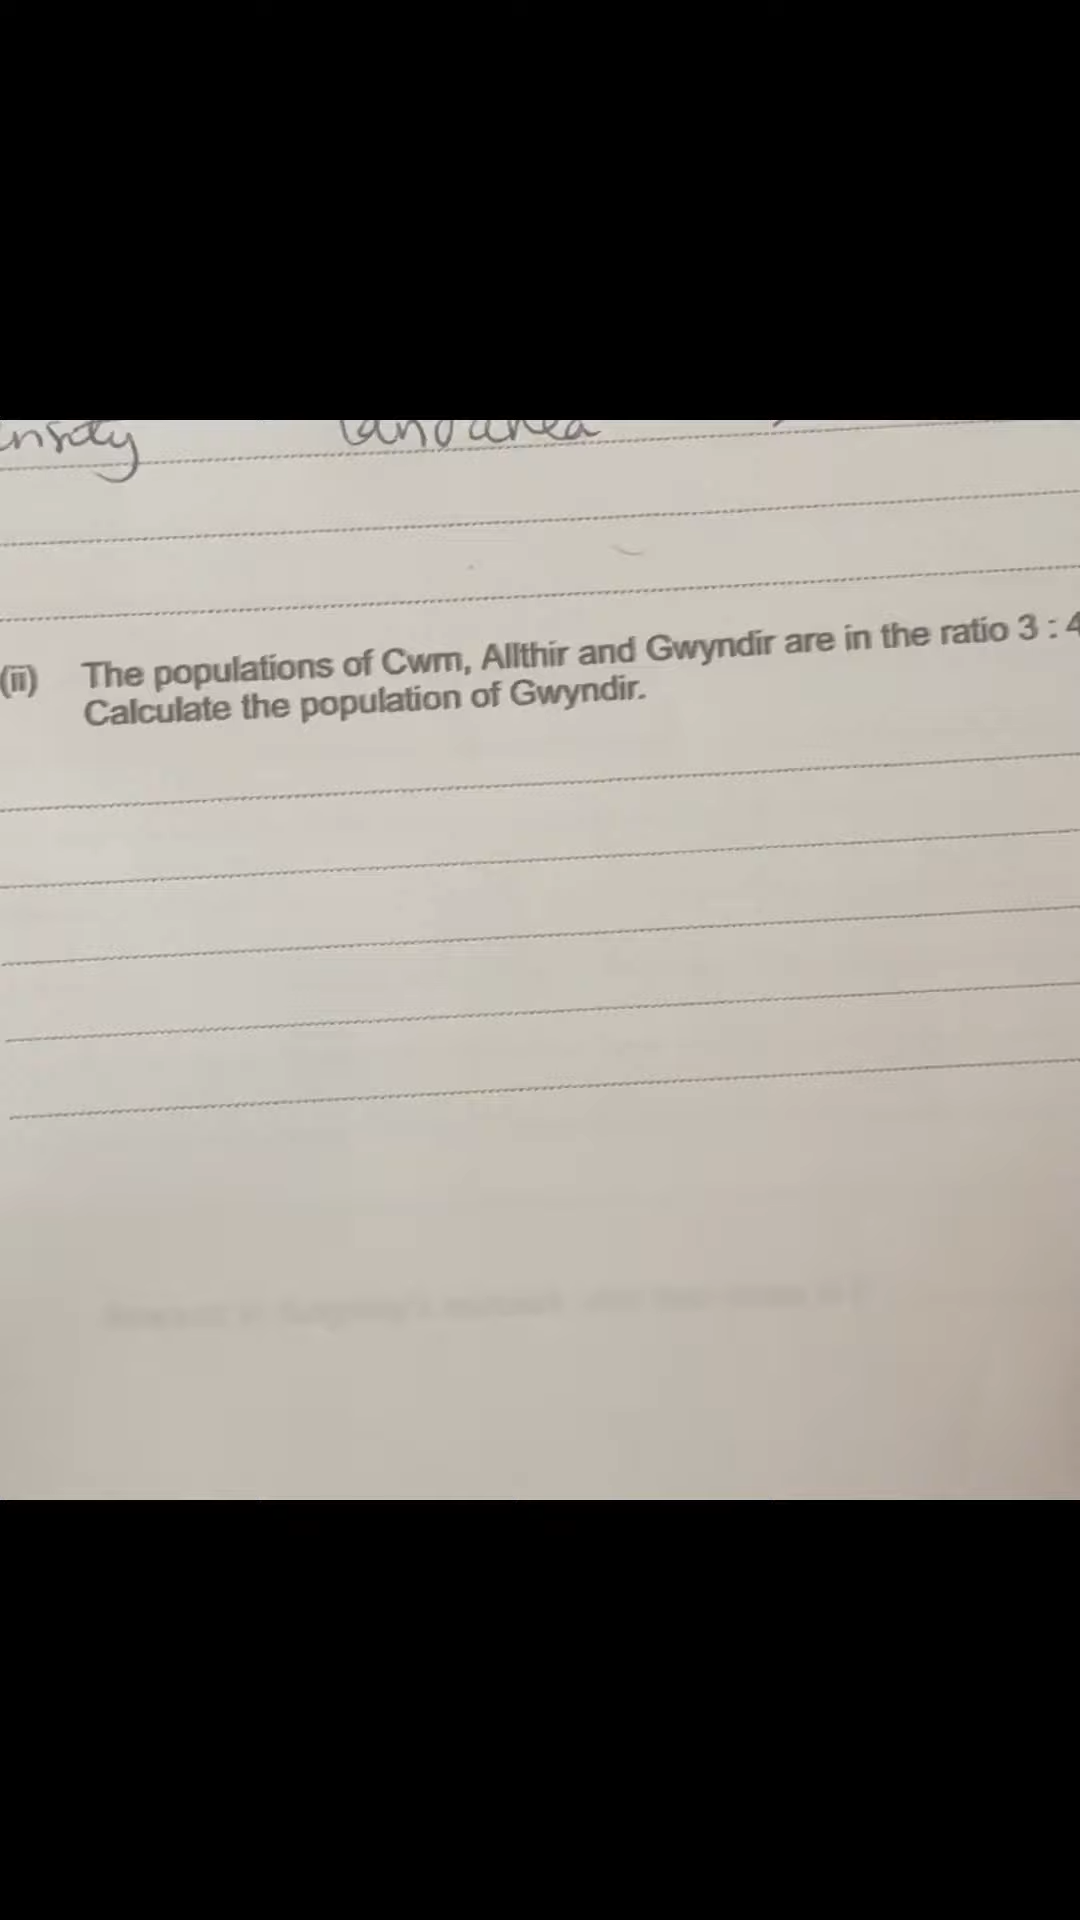 (ii) The populations of Cwm, Allthir and Gwyndir are in the ratio 3 : 4
Calculate the population of Gwyndir.